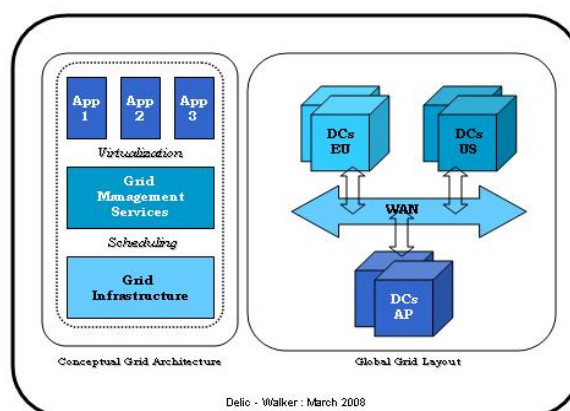 App
1
App
2
App
3
Virtualization
Grid
Management
Services
Scheduling
Grid
Infrastructure
Conceptual Grid Architecture
DCs
EU
DCs
US
WAN
DCs
AP
Global Grid Layout
Delic - Walker : March 2008